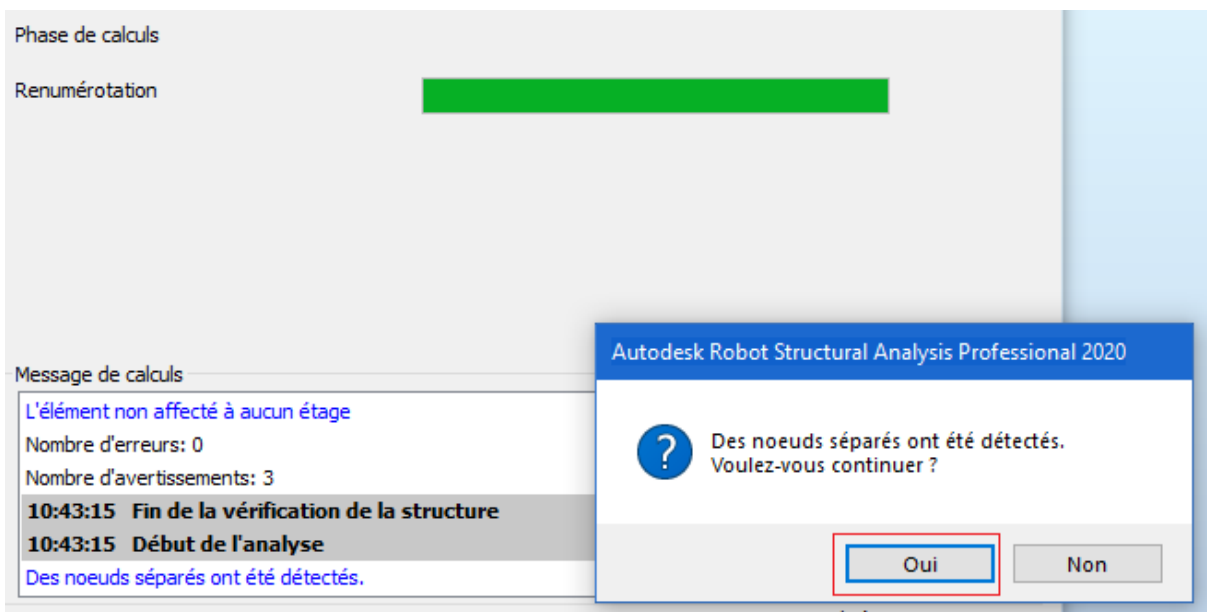 Phase de calculs
Renumérotation
Message de calculs
L'élément non affecté à aucun étage
Nombre d'erreurs: 0
Nombre d'avertissements: 3
10:43:15 Fin de la vérification de la structure
10:43:15 Début de l'analyse
Des noeuds séparés ont été détectés.
Autodesk Robot Structural Analysis Professional 2020
Des noeuds séparés ont été détectés.
Voulez-vous continuer ?
Oui
Non